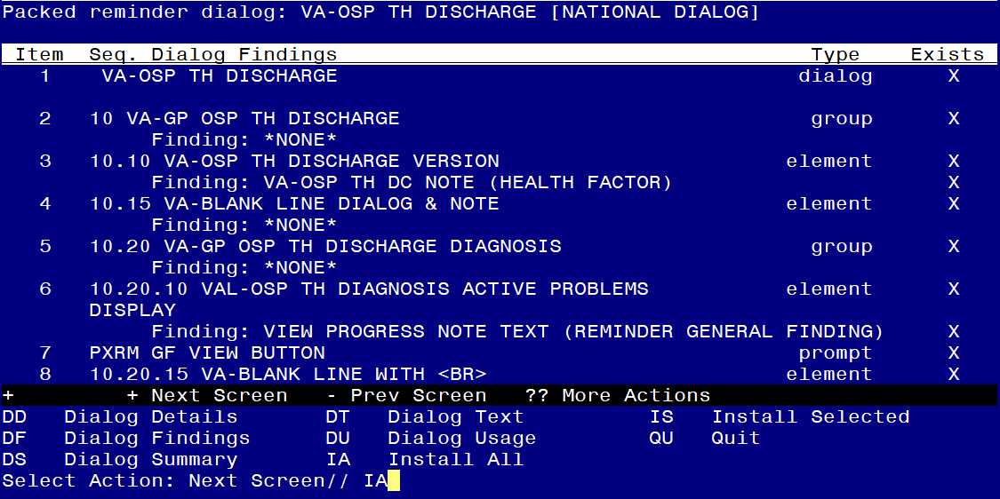 Packed reminder dialog: VA-OSP TH DISCHARGE [NATIONAL DIALOG]
Item Seq. Dialog Findings Type Exists
1 VA-OSP TH DISCHARGE dialog X
2 10 VA-GP OSP TH DISCHARGE group X
Finding: *NONE*
3 10.10 VA-OSP TH DISCHARGE VERSION element X
Finding: VA-OSP TH DC NOTE (HEALTH FACTOR) X
4 10.15 VA-BLANK LINE DIALOG & NOTE element X
Finding: *NONE*
5 10.20 VA-GP OSP TH DISCHARGE DIAGNOSIS group X
Finding: *NONE*
6 10.20.10 VAL-OSP TH DIAGNOSIS ACTIVE PROBLEMS element X
DISPLAY
Finding: VIEW PROGRESS NOTE TEXT (REMINDER GENERAL FINDING) X
7 PXRM GF VIEW BUTTON prompt X
8 10.20.15 VA-BLANK LINE WITH <BR> element X
+ + Next Screen - Prev Screen ?? More Actions
DD Dialog Details DT Dialog Text IS Install Selected
DF Dialog Findings DU Dialog Usage QU Quit
DS Dialog Summary IA Install All
Select Action: Next Screen// IA